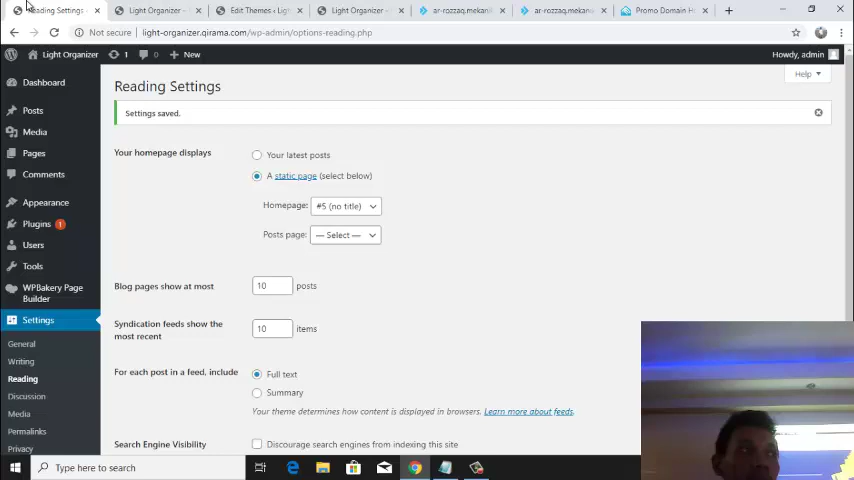 Reading Settings -
Light Organizer -
Edit Themes ‹ Ligh
Light Organizer -
ar-rozzaq.mekanik
ar-rozzaq.mekanik
Promo Domain H
Not secure
light-organizer.qirama.com/wp-admin/options-reading.php
Light Organizer
1
0
New
Howdy, admin
Help
Dashboard
Posts
Media
Pages
Comments
Appearance
Plugins 1
Users
Tools
WPBakery Page
Builder
Settings
General
Writing
Reading
Discussion
Media
Permalinks
Privacy
Reading Settings
Settings saved.
Your homepage displays
Your latest posts
A static page (select below)
Homepage: #5 (no title)
Posts page: — Select —
Blog pages show at most 10 posts
Syndication feeds show the
most recent
10 items
For each post in a feed, include
Full text
Summary
Your theme determines how content is displayed in browsers. Learn more about feeds.
Search Engine Visibility
Discourage search engines from indexing this site
Type here to search